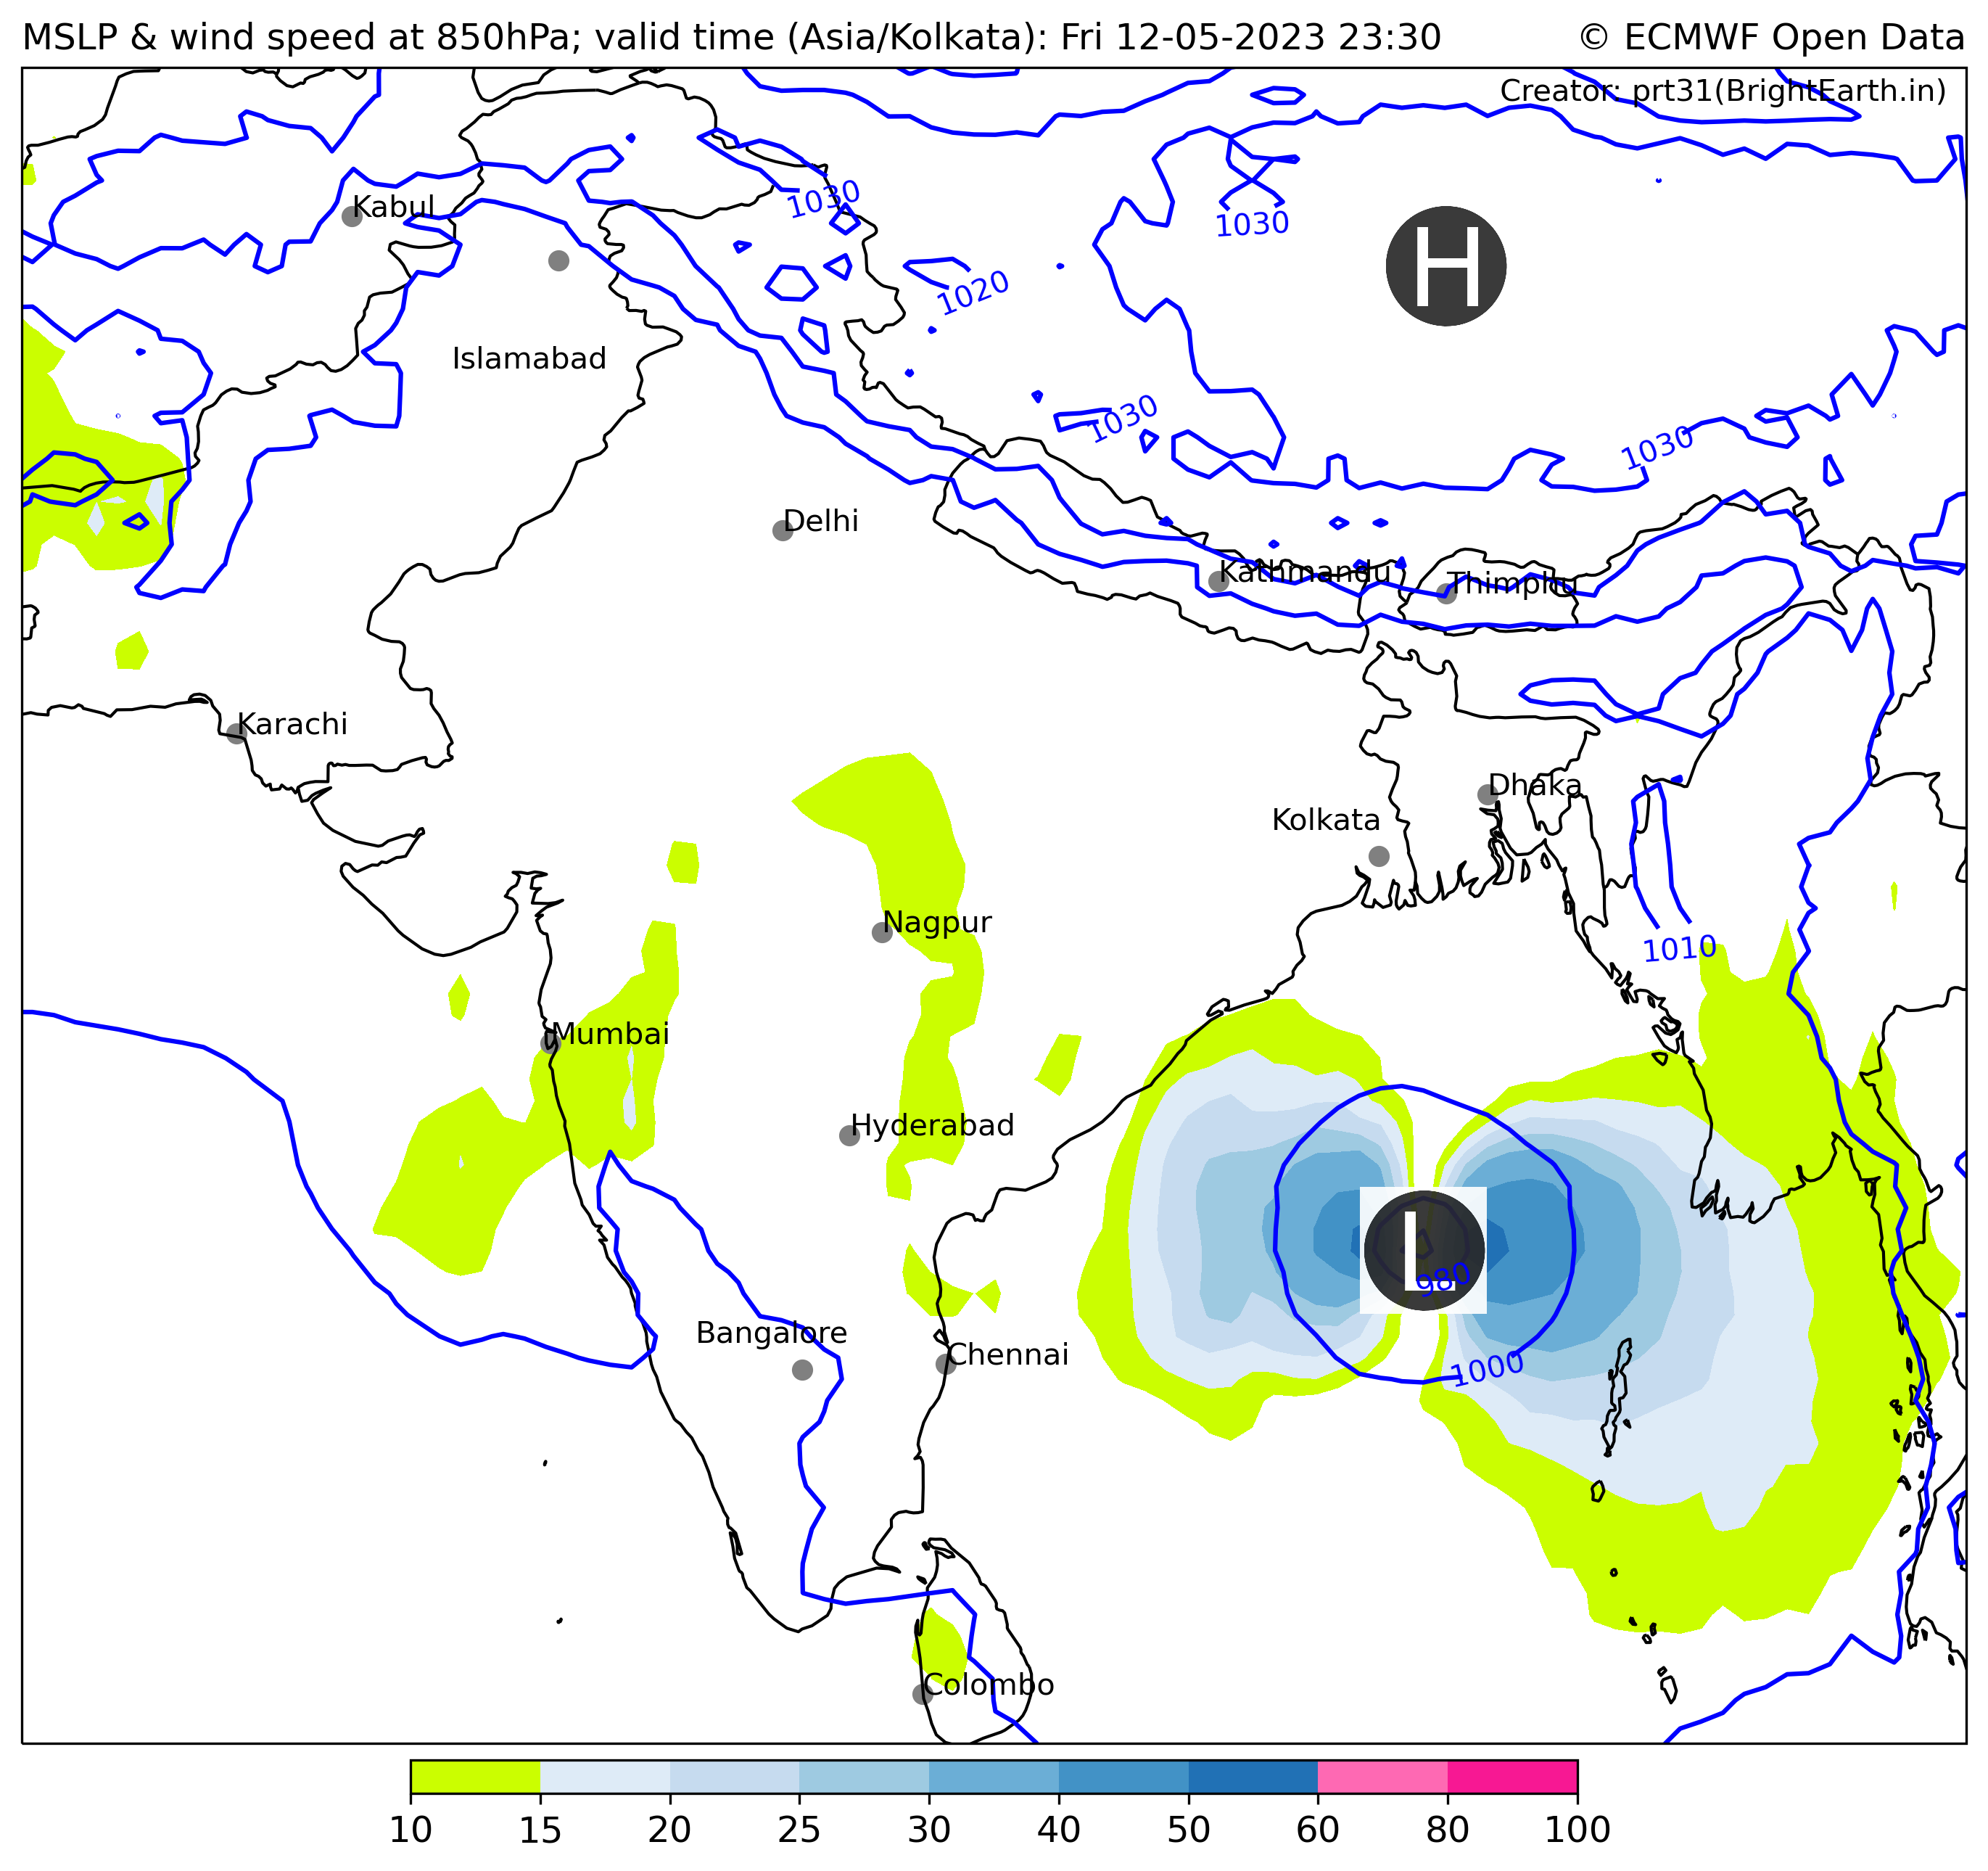 MSLP & wind speed at 850hPa; valid time (Asia/Kolkata): Fri 12-05-2023 23:30 © ECMWF Open Data
Creator: prt31(BrightEarth.in)
1030
Kabul
1030
H
1020
Islamabad
1030
1030
Delhi
Kathmandu
Thimphu
Karachi
Dhaka
Kolkata
Nagpur
1010
Mumbai
Hyderabad
L
980
Bangalore
Chennai
1000
Colombo
10 15 20 25 30 40 50 60 80 100